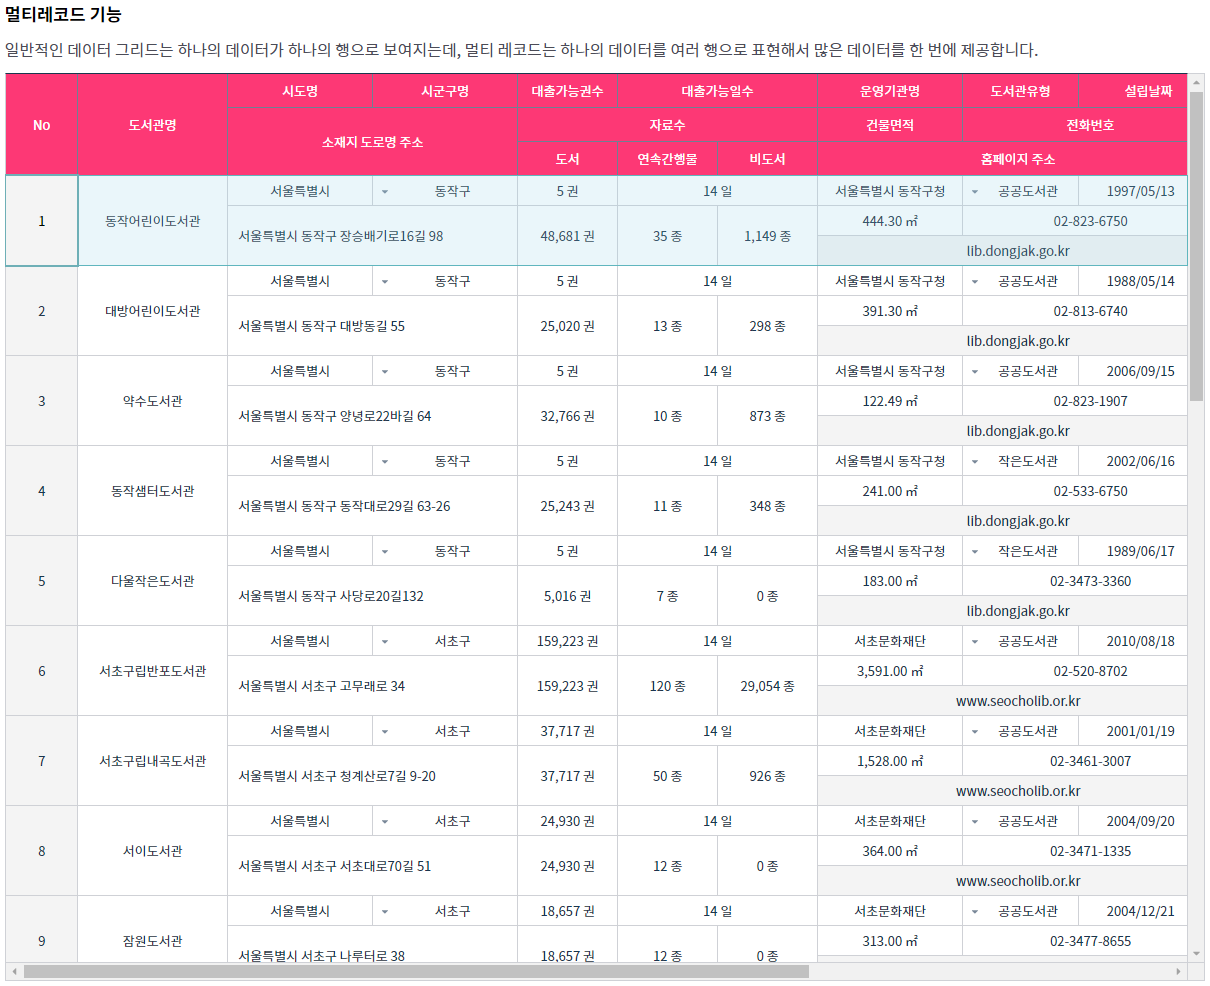 멀티레코드 기능
일반적인 데이터 그리드는 하나의 데이터가 하나의 행으로 보여지는데, 멀티 레코드는 하나의 데이터를 여러 행으로 표현해서 많은 데이터를 한 번에 제공합니다.
No 도서관명 시도명 시군구명 대출가능권수 대출가능일수 운영기관명 도서관유형 설립날짜
소재지 도로명 주소 자료수 건물면적 전화번호
도서 연속간행물 비도서 홈페이지 주소
1 동작어린이도서관 서울특별시 동작구 5 권 14 일 서울특별시 동작구청 공공도서관 1997/05/13
서울특별시 동작구 장승배기로16길 98 48,681 권 35 종 1,149 종 444.30 ㎡ 02-823-6750
lib.dongjak.go.kr
2 대방어린이도서관 서울특별시 동작구 5 권 14 일 서울특별시 동작구청 공공도서관 1988/05/14
서울특별시 동작구 대방동길 55 25,020 권 13 종 298 종 391.30 ㎡ 02-813-6740
lib.dongjak.go.kr
3 약수도서관 서울특별시 동작구 5 권 14 일 서울특별시 동작구청 공공도서관 2006/09/15
서울특별시 동작구 양녕로22바길 64 32,766 권 10 종 873 종 122.49 ㎡ 02-823-1907
lib.dongjak.go.kr
4 동작샘터도서관 서울특별시 동작구 5 권 14 일 서울특별시 동작구청 작은도서관 2002/06/16
서울특별시 동작구 동작대로29길 63-26 25,243 권 11 종 348 종 241.00 ㎡ 02-533-6750
lib.dongjak.go.kr
5 다울작은도서관 서울특별시 동작구 5 권 14 일 서울특별시 동작구청 작은도서관 1989/06/17
서울특별시 동작구 사당로20길132 5,016 권 7 종 0 종 183.00 ㎡ 02-3473-3360
lib.dongjak.go.kr
6 서초구립반포도서관 서울특별시 서초구 159,223 권 14 일 서초문화재단 공공도서관 2010/08/18
서울특별시 서초구 고무래로 34 159,223 권 120 종 29,054 종 3,591.00 ㎡ 02-520-8702
www.seocholib.or.kr
7 서초구립내곡도서관 서울특별시 서초구 37,717 권 14 일 서초문화재단 공공도서관 2001/01/19
서울특별시 서초구 청계산로7길 9-20 37,717 권 50 종 926 종 1,528.00 ㎡ 02-3461-3007
www.seocholib.or.kr
8 서이도서관 서울특별시 서초구 24,930 권 14 일 서초문화재단 공공도서관 2004/09/20
서울특별시 서초구 서초대로70길 51 24,930 권 12 종 0 종 364.00 ㎡ 02-3471-1335
www.seocholib.or.kr
9 잠원도서관 서울특별시 서초구 18,657 권 14 일 서초문화재단 공공도서관 2004/12/21
서울특별시 서초구 나루터로 38 18,657 권 12 종 0 종 313.00 ㎡ 02-3477-8655